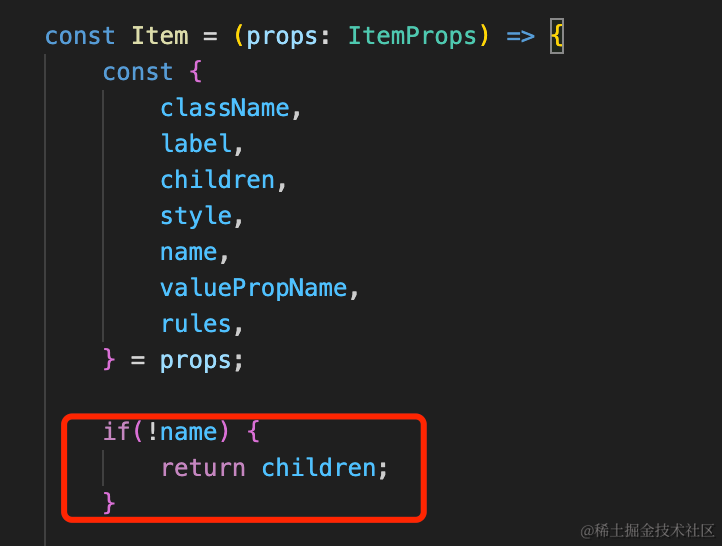 const Item = (props: ItemProps) => {
const {
className,
label,
children,
style,
name,
valuePropName,
rules,
} = props;
if(!name) {
return children;
}
@稀土掘金技术社区